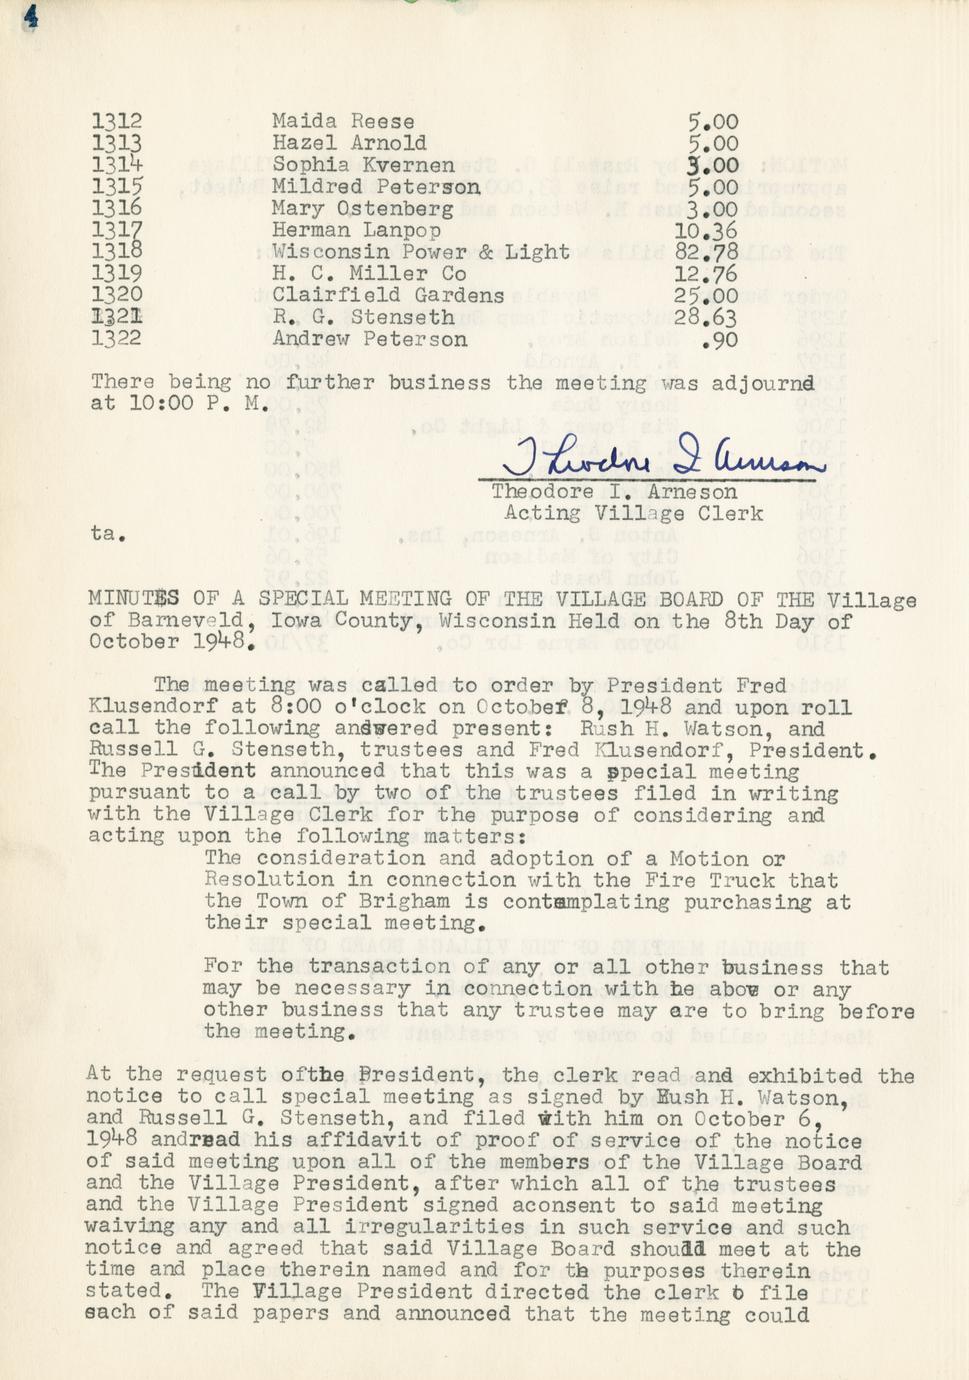 4
1312 Maida Reese 5.00
1313 Hazel Arnold 5.00
1314 Sophia Kvernen 3.00
1315 Mildred Peterson 5.00
1316 Mary Ostenberg 3.00
1317 Herman Lanpop 10.36
1318 Wisconsin Power & Light 82.78
1319 H. C. Miller Co 12.76
1320 Clairfield Gardens 25.00
1321 R. G. Stenseth 28.63
1322 Andrew Peterson .90
There being no further business the meeting was adjournd
at 10:00 P. M.
Theodore I Arneson
Theodore I. Arneson
Acting Village Clerk
ta.
MINUTES OF A SPECIAL MEETING OF THE VILLAGE BOARD OF THE Village
of Barneveld, Iowa County, Wisconsin Held on the 8th Day of
October 1948.
The meeting was called to order by President Fred
Klusendorf at 8:00 o'clock on October 8, 1948 and upon roll
call the following andwered present: Rush H. Watson, and
Russell G. Stenseth, trustees and Fred Klusendorf, President.
The President announced that this was a special meeting
pursuant to a call by two of the trustees filed in writing
with the Village Clerk for the purpose of considering and
acting upon the following matters:
The consideration and adoption of a Motion or
Resolution in connection with the Fire Truck that
the Town of Brigham is contamplating purchasing at
their special meeting.
For the transaction of any or all other business that
may be necessary in connection with he above or any
other business that any trustee may are to bring before
the meeting.
At the request ofthe President, the clerk read and exhibited the
notice to call special meeting as signed by Rush H. Watson,
and Russell G. Stenseth, and filed with him on October 6,
1948 andread his affidavit of proof of service of the notice
of said meeting upon all of the members of the Village Board
and the Village President, after which all of the trustees
and the Village President signed aconsent to said meeting
waiving any and all irregularities in such service and such
notice and agreed that said Village Board should meet at the
time and place therein named and for th purposes therein
stated. The Village President directed the clerk to file
each of said papers and announced that the meeting could